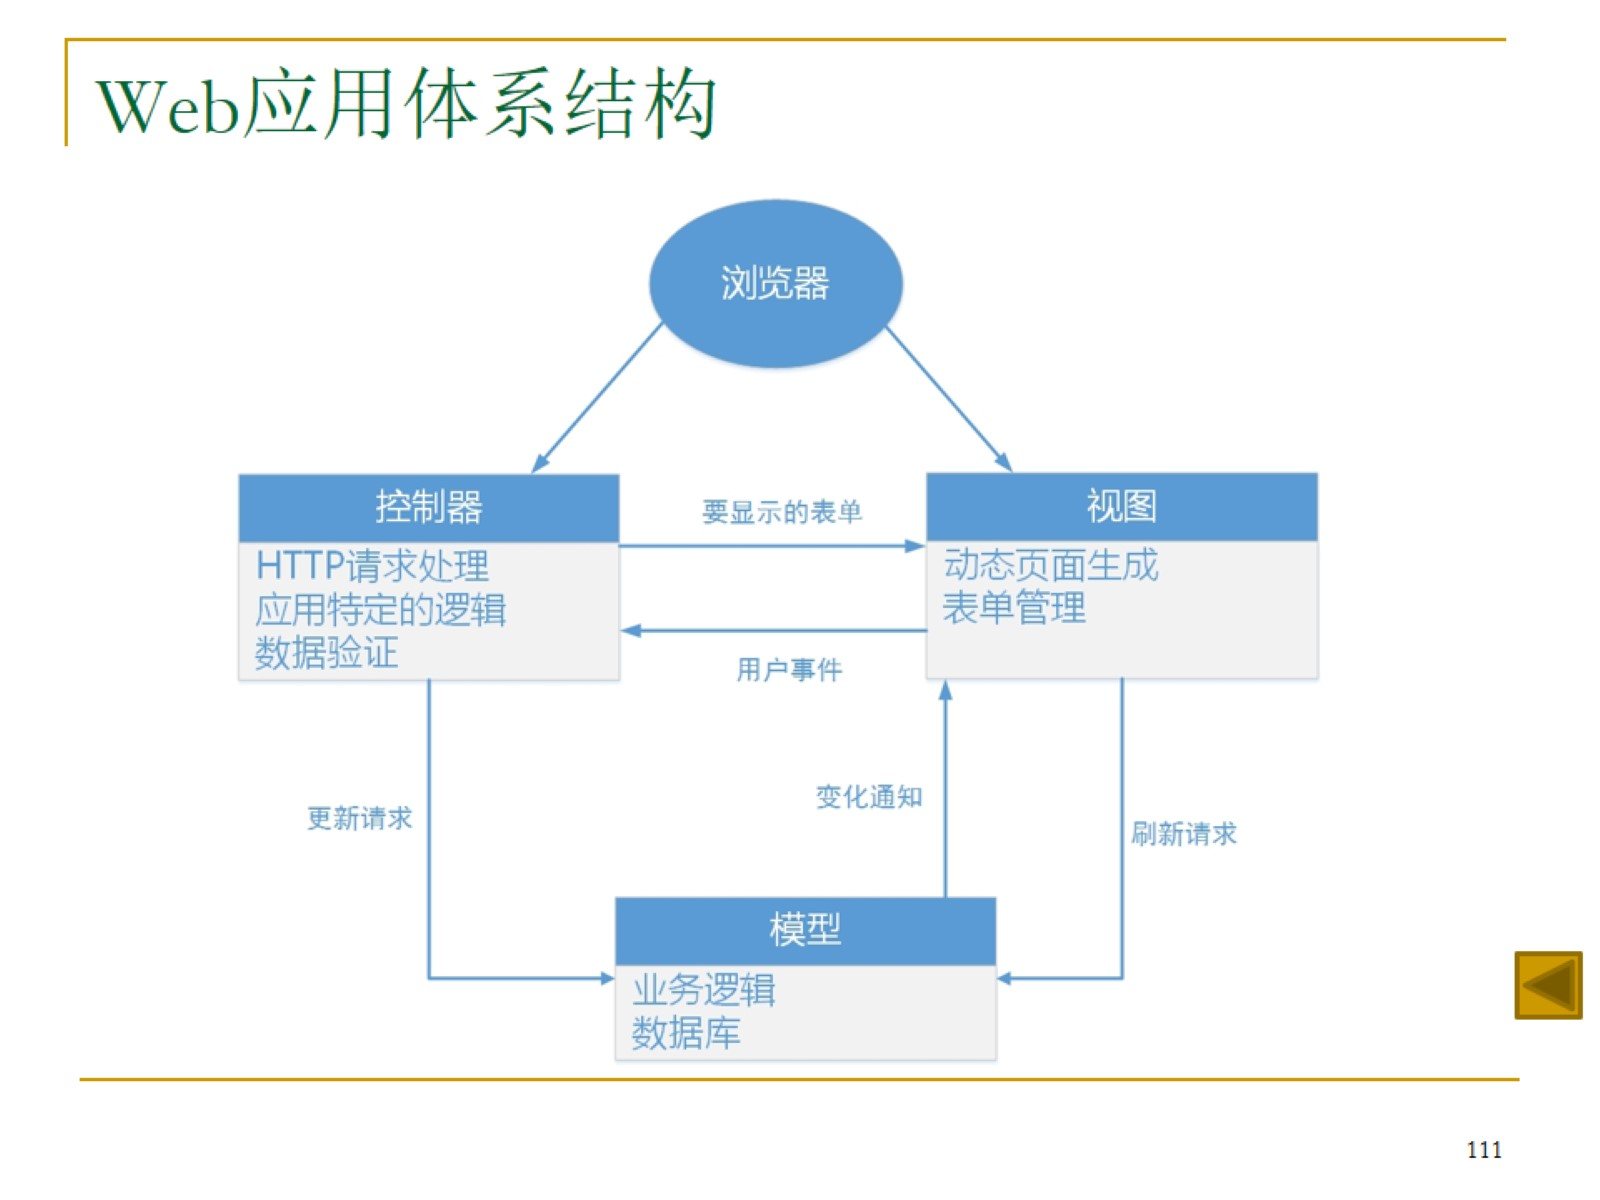 Web应用体系结构
浏览器
控制器
HTTP请求处理
应用特定的逻辑
数据验证
要显示的表单
用户事件
视图
动态页面生成
表单管理
更新请求
变化通知
刷新请求
模型
业务逻辑
数据库
111